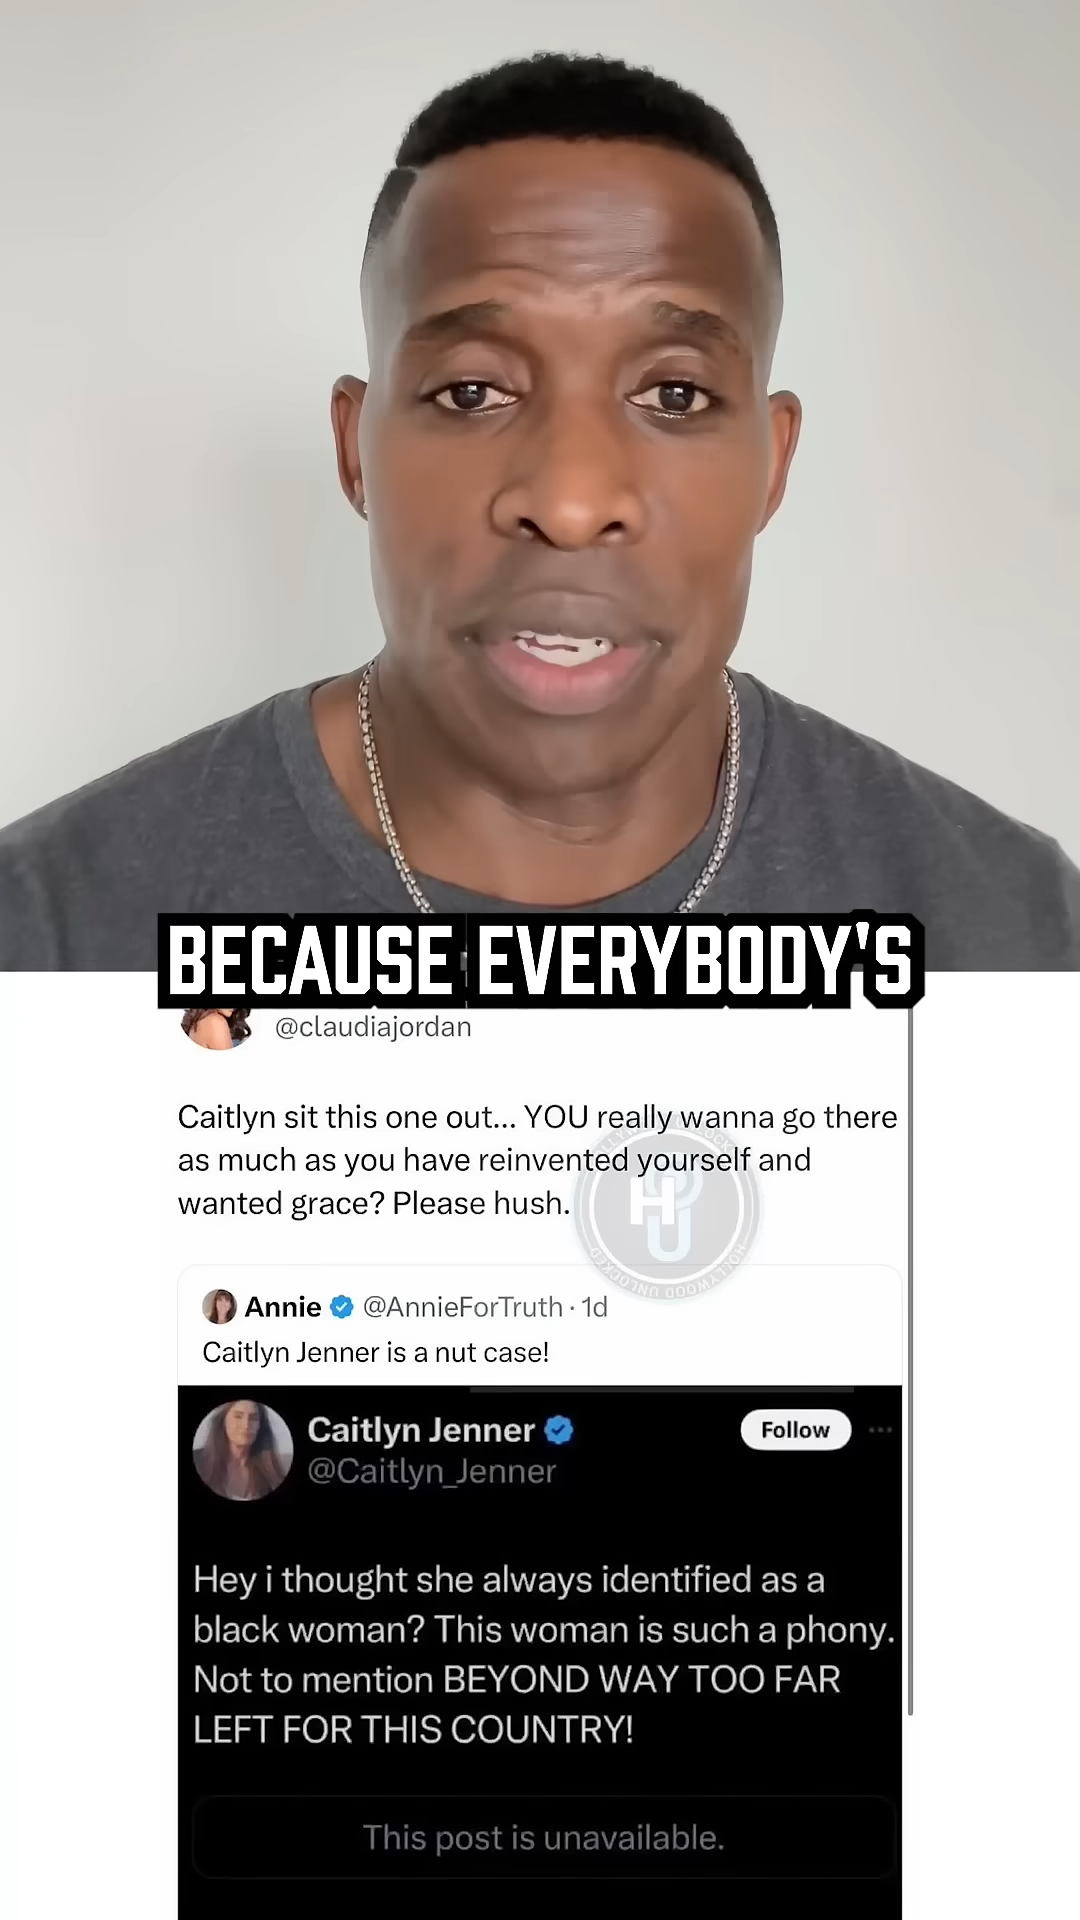 BECAUSE EVERYBODY'S
@claudiajordan
Caitlyn sit this one out... YOU really wanna go there
as much as you have reinvented yourself and
wanted grace? Please hush.
HU
HOLLYWOOD UNLOCKED
Annie @AnnieForTruth · 1d
Caitlyn Jenner is a nut case!
Caitlyn Jenner
Follow
@Caitlyn_Jenner
Hey i thought she always identified as a
black woman? This woman is such a phony.
Not to mention BEYOND WAY TOO FAR
LEFT FOR THIS COUNTRY!
This post is unavailable.